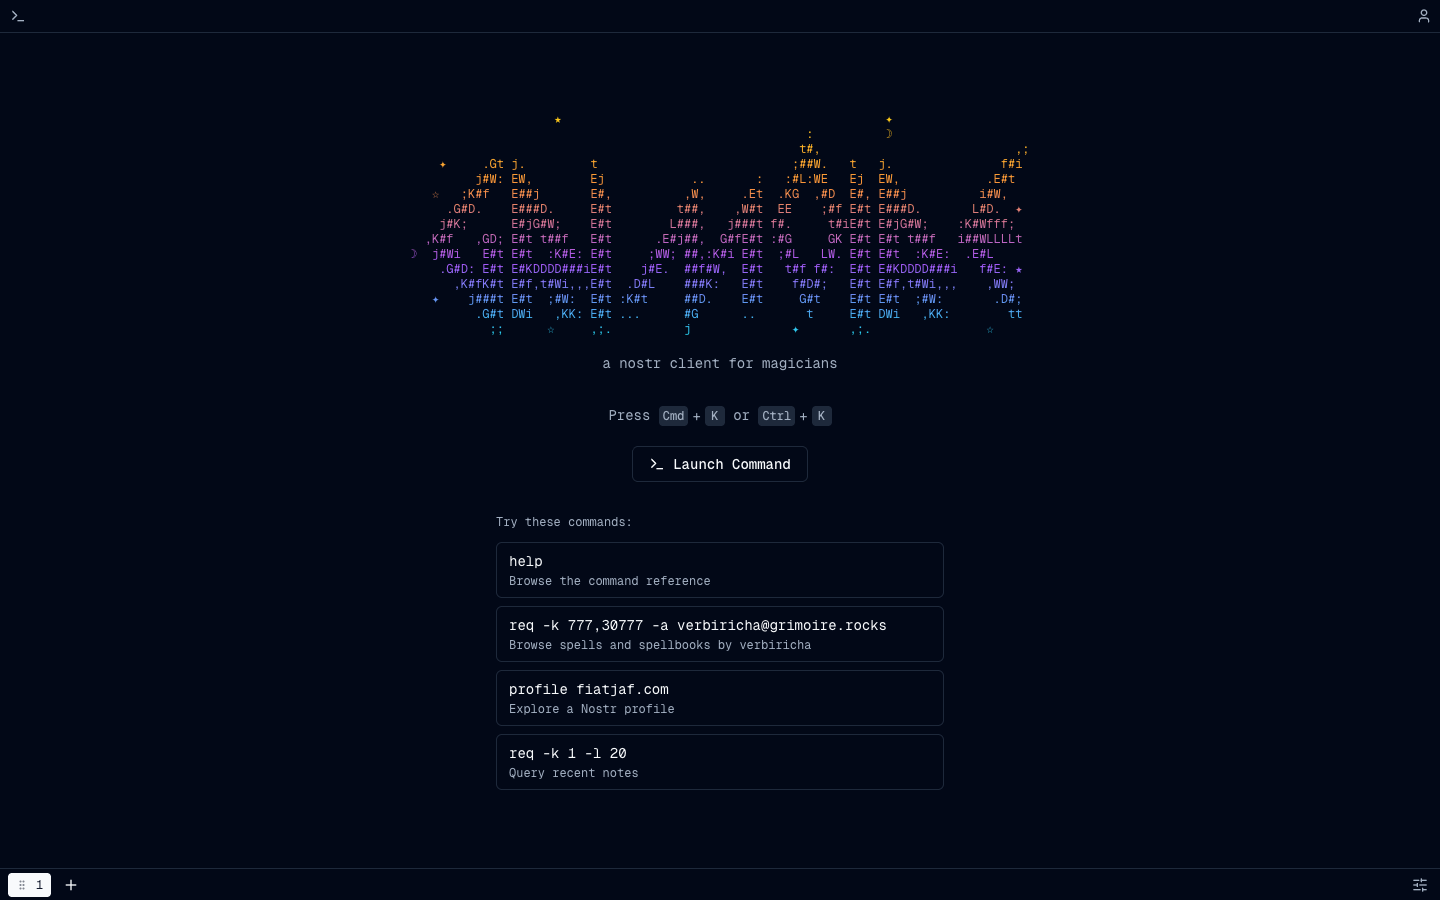 a nostr client for magicians
Press Cmd + K or Ctrl + K
Launch Command
Try these commands:
help
Browse the command reference
req -k 777,30777 -a verbiricha@grimoire.rocks
Browse spells and spellbooks by verbiricha
profile fiatjaf.com
Explore a Nostr profile
req -k 1 -l 20
Query recent notes
1